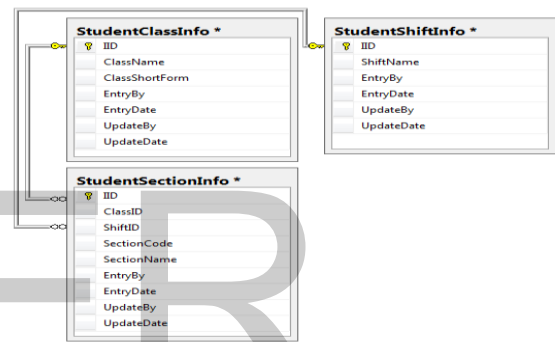 StudentClassInfo *
IID
ClassName
ClassShortForm
EntryBy
EntryDate
UpdateBy
UpdateDate
StudentShiftInfo *
IID
ShiftName
EntryBy
EntryDate
UpdateBy
UpdateDate
StudentSectionInfo *
IID
ClassID
ShiftID
SectionCode
SectionName
EntryBy
EntryDate
UpdateBy
UpdateDate
R